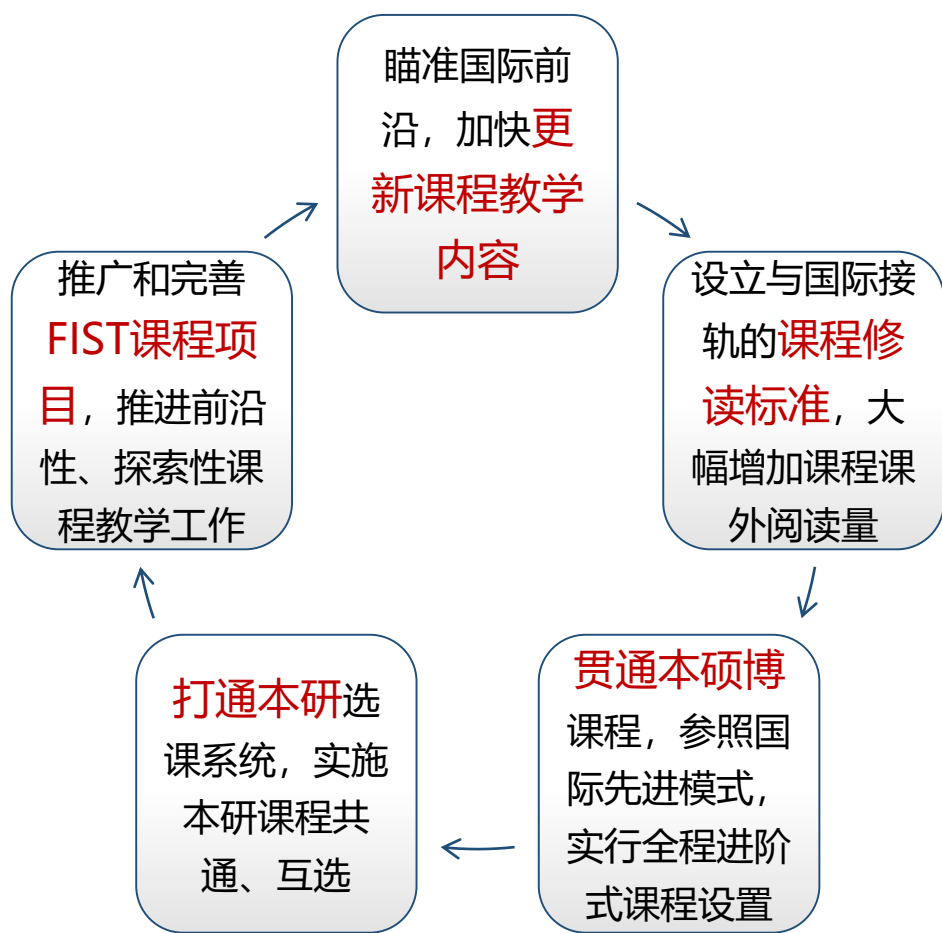 瞄准国际前
沿，加快更
新课程教学
内容
设立与国际接
轨的课程修
读标准，大
幅增加课程课
外阅读量
贯通本硕博
课程，参照国
际先进模式，
实行全程进阶
式课程设置
打通本研选
课系统，实施
本研课程共
通、互选
推广和完善
FIST课程项
目，推进前沿
性、探索性课
程教学工作